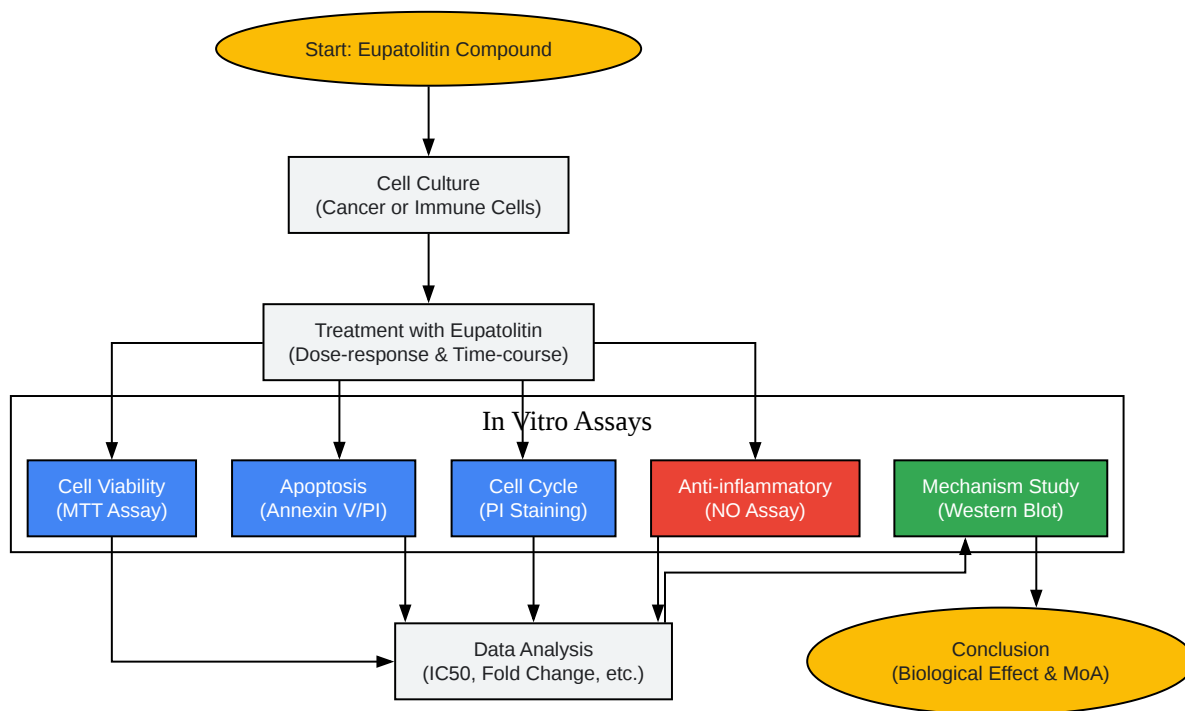 Start: Eupatolitin Compound
Cell Culture
(Cancer or Immune Cells)
Treatment with Eupatolitin
(Dose-response & Time-course)
In Vitro Assays
Cell Viability
(MTT Assay)
Apoptosis
(Annexin V/PI)
Cell Cycle
(PI Staining)
Anti-inflammatory
(NO Assay)
Mechanism Study
(Western Blot)
Data Analysis
(IC50, Fold Change, etc.)
Conclusion
(Biological Effect & MoA)